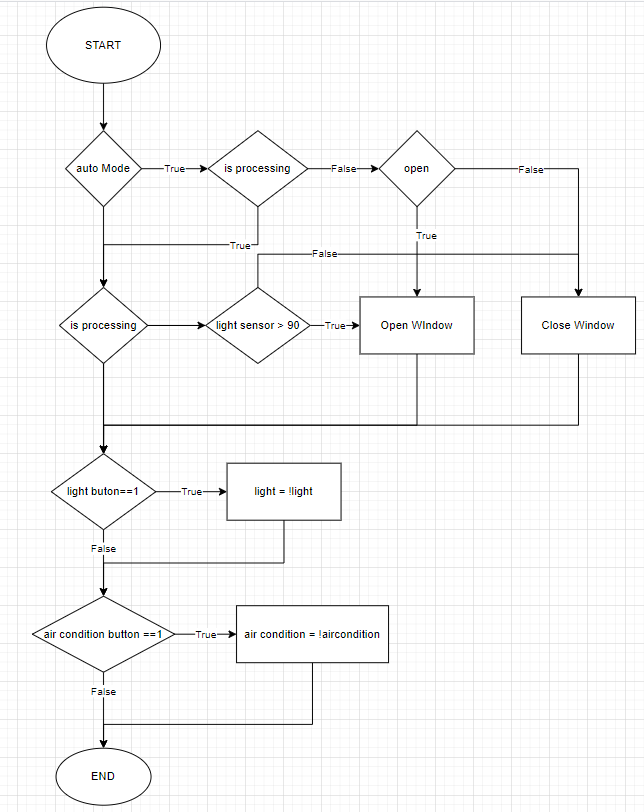 START
auto Mode
True
is processing
False
open
False
True
True
False
is processing
light sensor > 90
True
Open WIndow
Close Window
light buton==1
True
light = !light
False
air condition button ==1
True
air condition = !aircondition
False
END